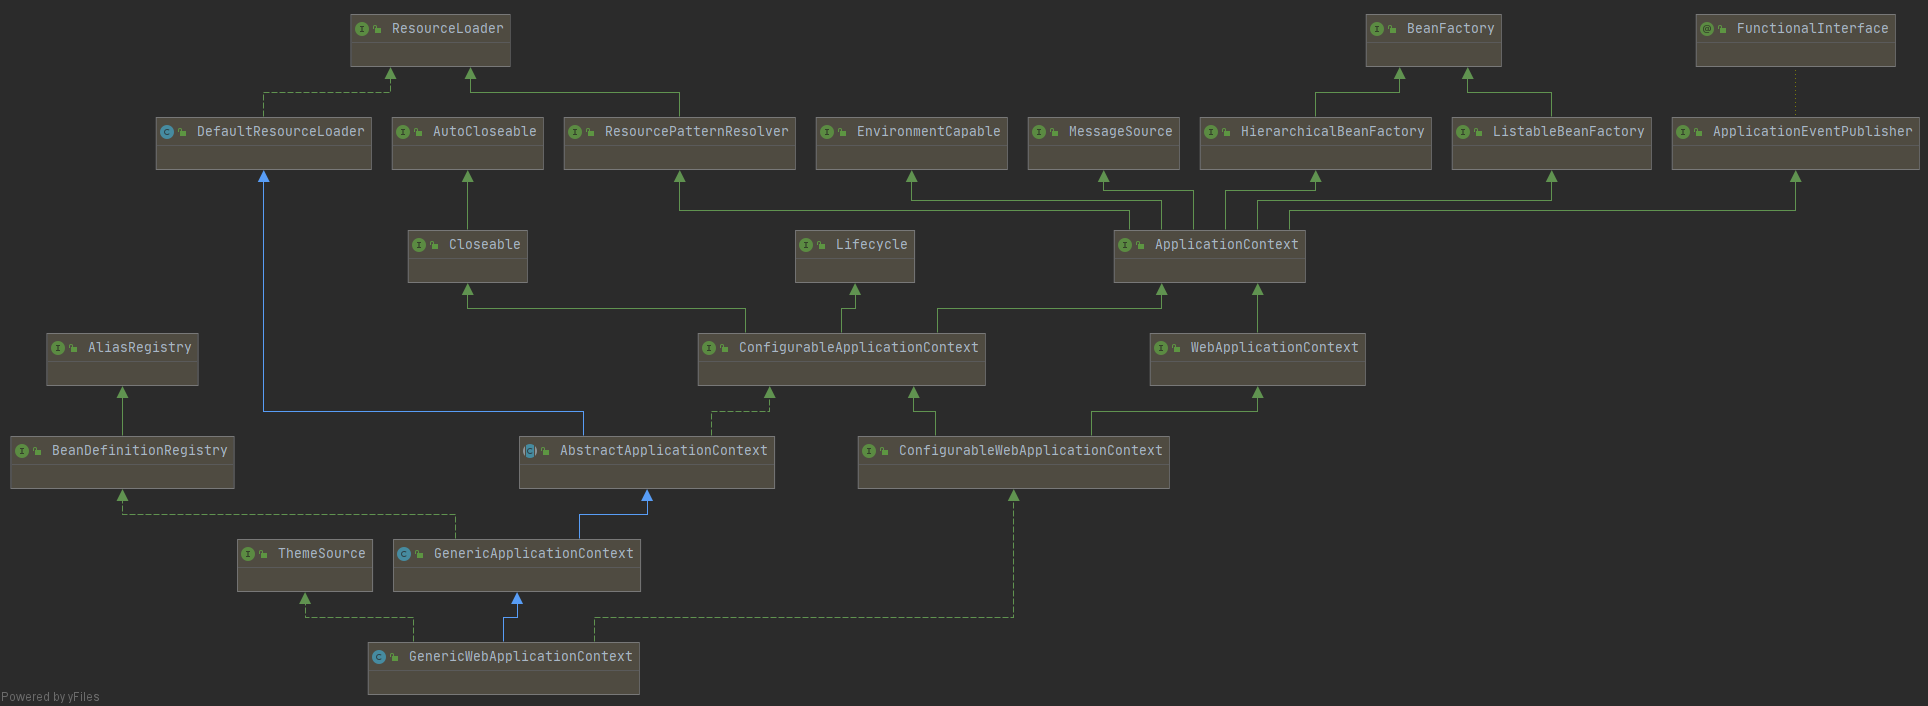 ResourceLoader
BeanFactory
FunctionalInterface
DefaultResourceLoader
AutoCloseable
ResourcePatternResolver
EnvironmentCapable
MessageSource
HierarchicalBeanFactory
ListableBeanFactory
ApplicationEventPublisher
Closeable
Lifecycle
ApplicationContext
AliasRegistry
ConfigurableApplicationContext
WebApplicationContext
BeanDefinitionRegistry
AbstractApplicationContext
ConfigurableWebApplicationContext
ThemeSource
GenericApplicationContext
GenericWebApplicationContext
Powered by yFiles